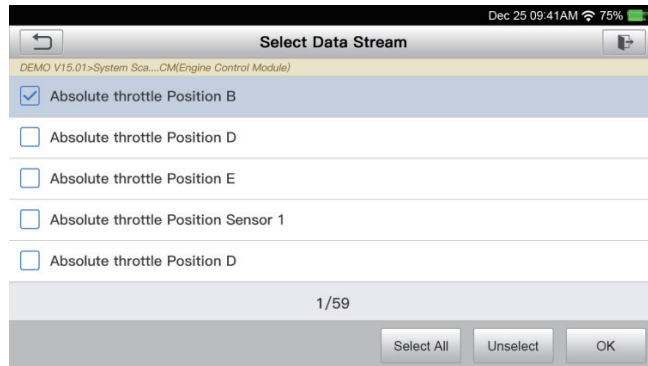 Dec 25 09:41AM 75%
Select Data Stream
DEMO V15.01>System Sca....CM(Engine Control Module)
Absolute throttle Position B
Absolute throttle Position D
Absolute throttle Position E
Absolute throttle Position Sensor 1
Absolute throttle Position D
1/59
Select All Unselect OK